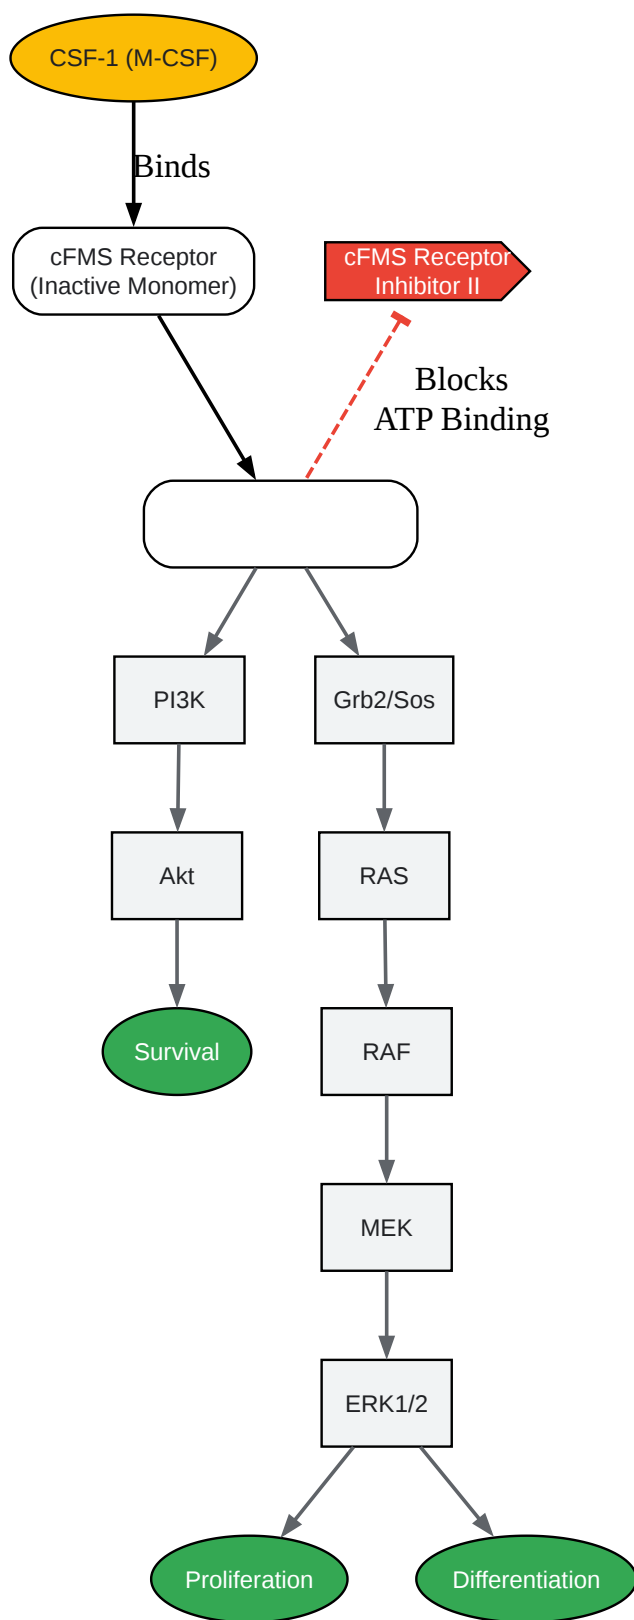 CSF-1 (M-CSF)
Binds
cFMS Receptor
(Inactive Monomer)
cFMS Receptor
Inhibitor II
Blocks
ATP Binding
PI3K
Grb2/Sos
Akt
RAS
Survival
RAF
MEK
ERK1/2
Proliferation
Differentiation